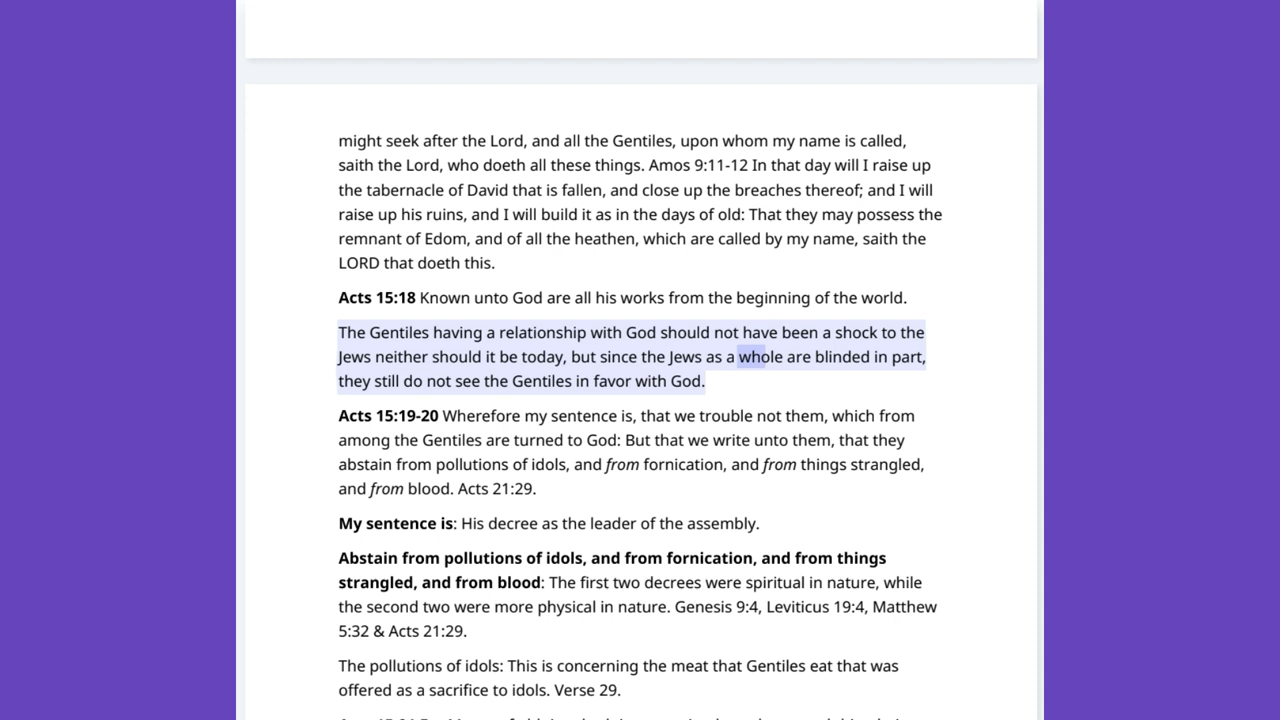 might seek after the Lord, and all the Gentiles, upon whom my name is called,
saith the Lord, who doeth all these things. Amos 9:11-12 In that day will I raise up
the tabernacle of David that is fallen, and close up the breaches thereof; and I will
raise up his ruins, and I will build it as in the days of old: That they may possess the
remnant of Edom, and of all the heathen, which are called by my name, saith the
LORD that doeth this.
Acts 15:18 Known unto God are all his works from the beginning of the world.
The Gentiles having a relationship with God should not have been a shock to the
Jews neither should it be today, but since the Jews as a whole are blinded in part,
they still do not see the Gentiles in favor with God.
Acts 15:19-20 Wherefore my sentence is, that we trouble not them, which from
among the Gentiles are turned to God: But that we write unto them, that they
abstain from pollutions of idols, and from fornication, and from things strangled,
and from blood. Acts 21:29.
My sentence is: His decree as the leader of the assembly.
Abstain from pollutions of idols, and from fornication, and from things
strangled, and from blood: The first two decrees were spiritual in nature, while
the second two were more physical in nature. Genesis 9:4, Leviticus 19:4, Matthew
5:32 & Acts 21:29.
The pollutions of idols: This is concerning the meat that Gentiles eat that was
offered as a sacrifice to idols. Verse 29.